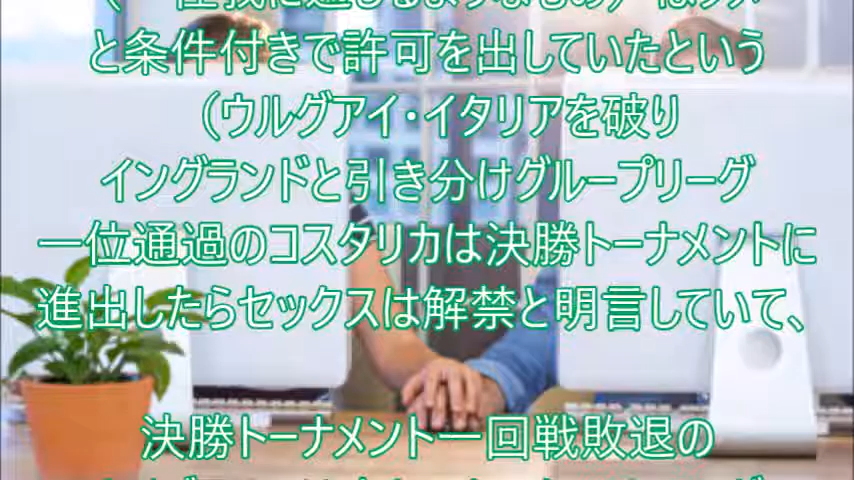 と条件付きで許可を出していたという
(ウルグアイ・イタリアを破り
イングランドと引き分けグループリーグ
一位通過のコスタリカは決勝トーナメントに
進出したらセックスは解禁と明言していて、
決勝トーナメント一回戦敗退の